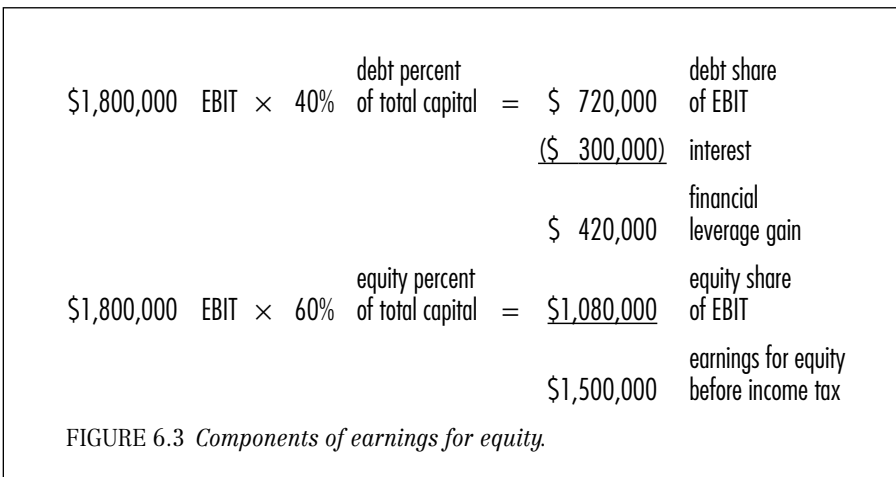 debt percent debt share
$1,800,000 EBIT × 40% of total capital = $ 720,000 of EBIT
($ 300,000) interest
financial
$ 420,000 leverage gain
equity percent equity share
$1,800,000 EBIT × 60% of total capital = $1,080,000 of EBIT
earnings for equity
$1,500,000 before income tax
FIGURE 6.3 Components of earnings for equity.